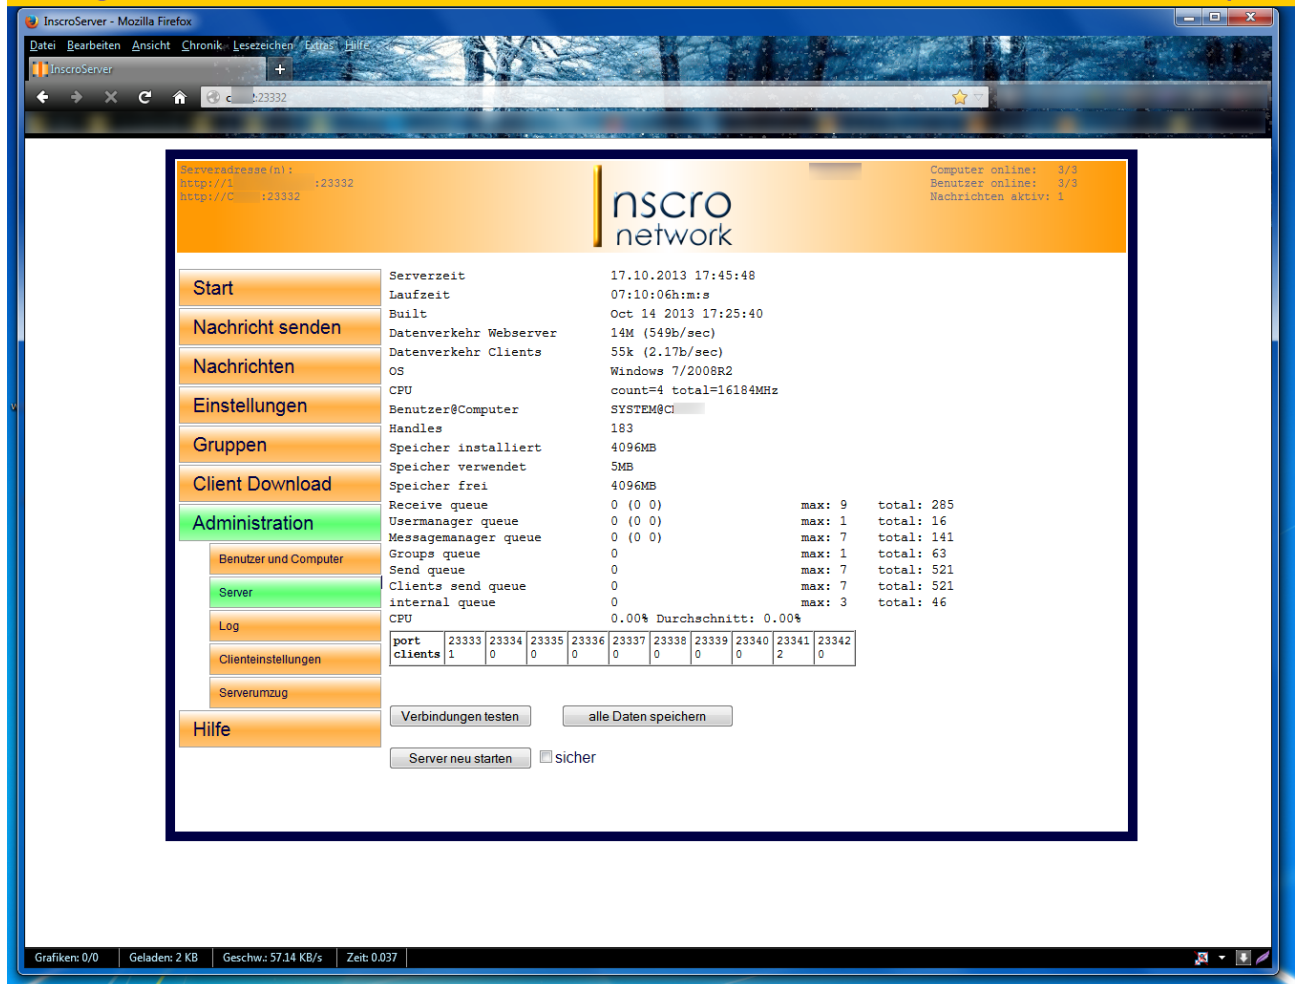 InscroServer - Mozilla Firefox
Datei Bearbeiten Ansicht Chronik Lesezeichen Extras Hilfe
InscroServer
:23332
Serveradresse(n):
http://1 :23332
http://C :23332
nscro
network
Computer online: 3/3
Benutzer online: 3/3
Nachrichten aktiv: 1
Start
Nachricht senden
Nachrichten
Einstellungen
Gruppen
Client Download
Administration
Benutzer und Computer
Server
Log
Clienteinstellungen
Serverumzug
Hilfe
Serverzeit 17.10.2013 17:45:48
Laufzeit 07:10:06h:m:s
Built Oct 14 2013 17:25:40
Datenverkehr Webserver 14M (549b/sec)
Datenverkehr Clients 55k (2.17b/sec)
OS Windows 7/2008R2
CPU count=4 total=16184MHz
Benutzer@Computer SYSTEM@C
Handles 183
Speicher installiert 4096MB
Speicher verwendet 5MB
Speicher frei 4096MB
Receive queue 0 (0 0) max: 9 total: 285
Usermanager queue 0 (0 0) max: 1 total: 16
Messagemanager queue 0 (0 0) max: 7 total: 141
Groups queue 0 max: 1 total: 63
Send queue 0 max: 7 total: 521
Clients send queue 0 max: 7 total: 521
internal queue 0 max: 3 total: 46
CPU 0.00% Durchschnitt: 0.00%
port 23333 23334 23335 23336 23337 23338 23339 23340 23341 23342
clients 1 0 0 0 0 0 0 0 2 0
Verbindungen testen alle Daten speichern
Server neu starten sicher
Grafiken: 0/0 Geladen: 2 KB Geschw.: 57.14 KB/s Zeit: 0.037